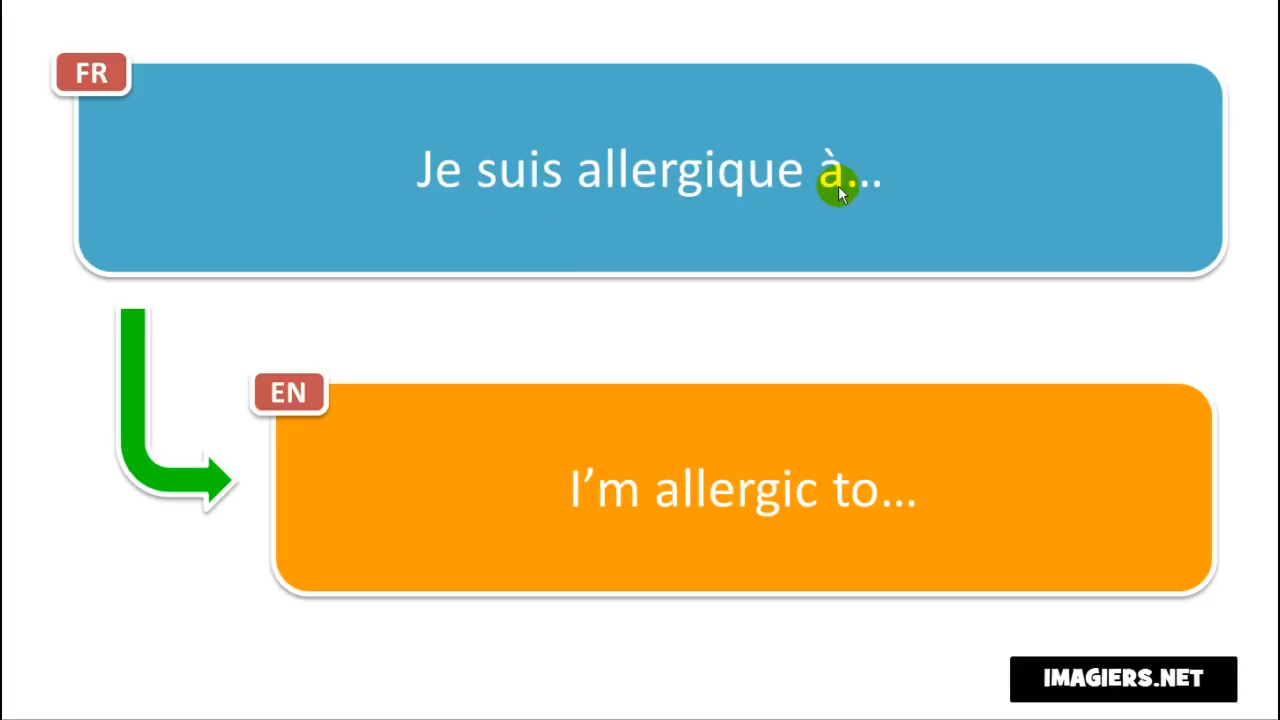 FR
Je suis allergique à...
EN
I’m allergic to...
IMAGIERS.NET